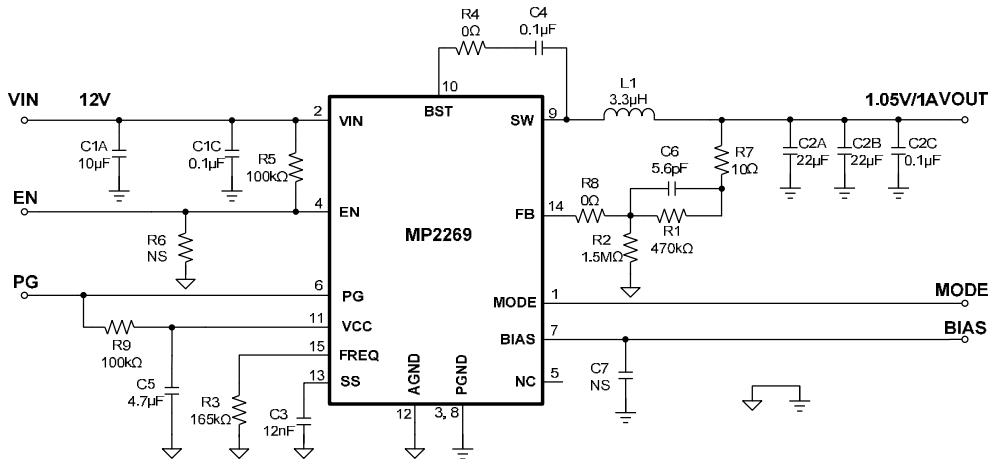 R4
0Ω
C4
0.1µF
10
BST
VIN
12V
2
VIN
C1A
10µF
C1C
0.1µF
R5
100kΩ
SW
9
L1
3.3µH
1.05V/1A VOUT
C6
5.6pF
R7
10Ω
C2A
22µF
C2B
22µF
C2C
0.1µF
EN
4
EN
R6
NS
MP2269
FB
14
R8
0Ω
R2
1.5MΩ
R1
470kΩ
PG
6
PG
MODE
1
MODE
11
VCC
R9
100kΩ
BIAS
7
BIAS
15
FREQ
C5
4.7µF
R3
165kΩ
13
SS
C3
12nF
AGND
PGND
NC
5
C7
NS
12
3, 8